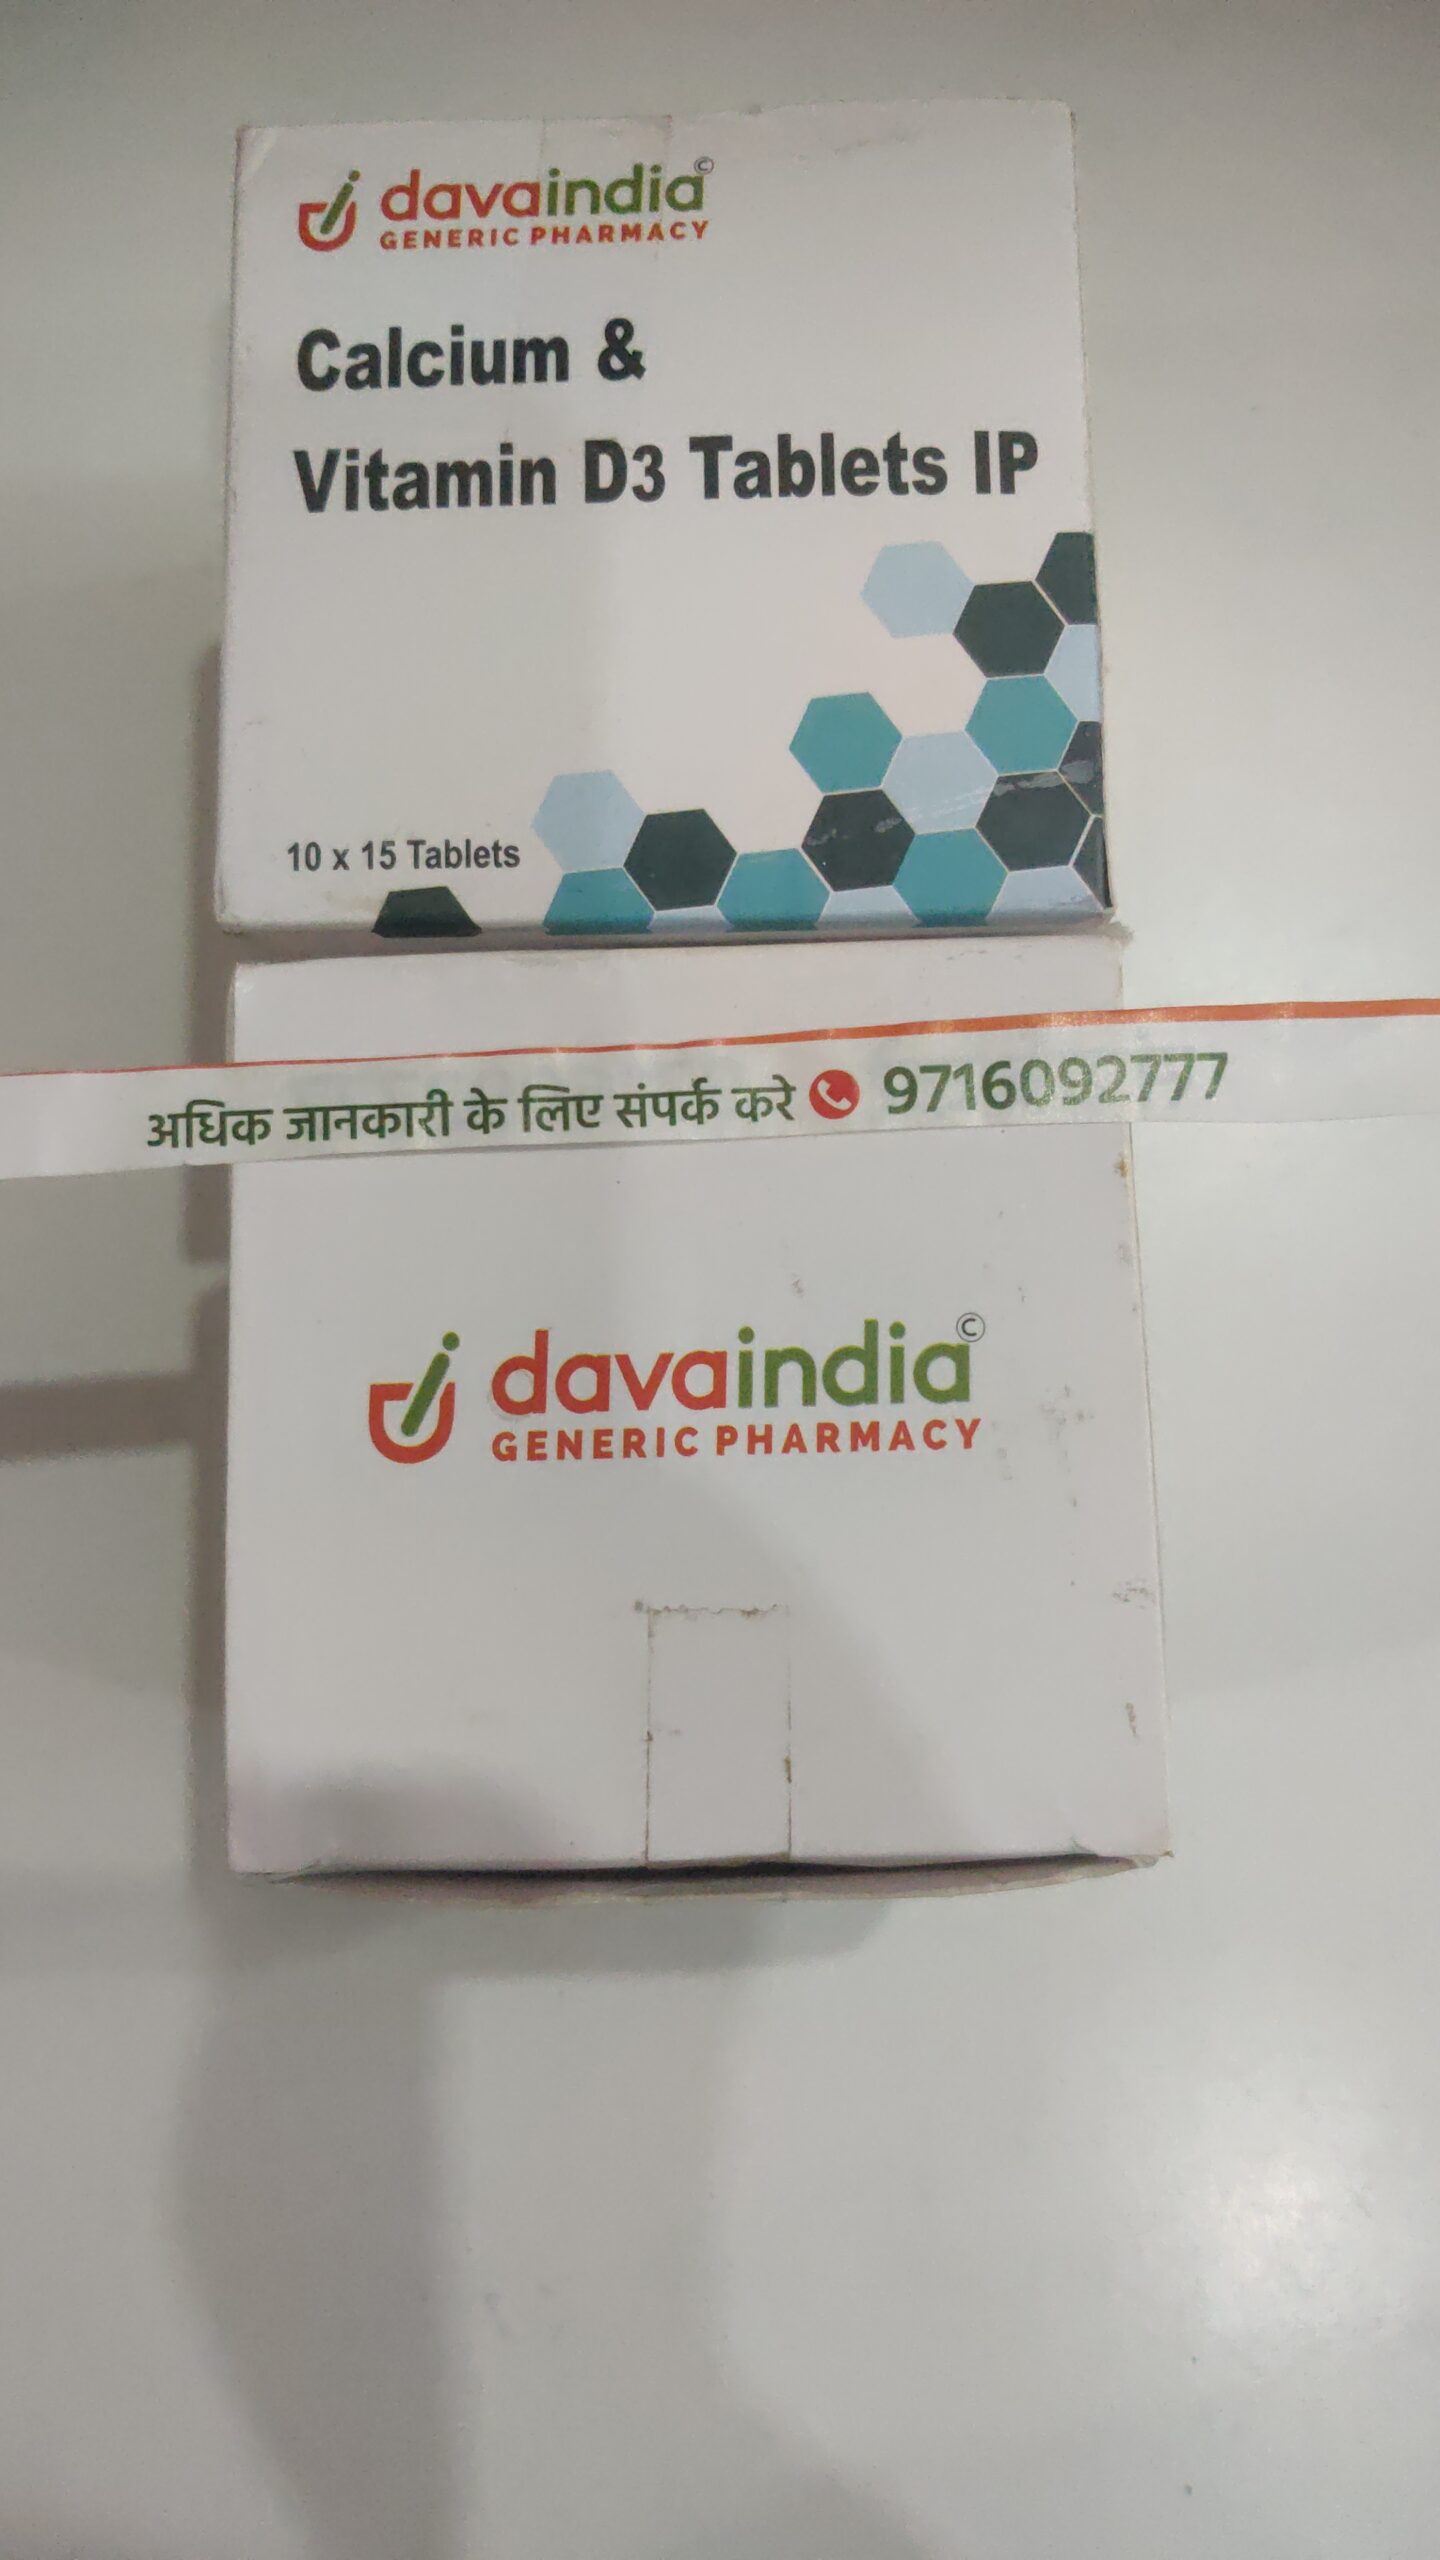 davaindia©
GENERIC PHARMACY
Calcium &
Vitamin D3 Tablets IP
10 x 15 Tablets
अधिक जानकारी के लिए संपर्क करे 9716092777
davaindia©
GENERIC PHARMACY